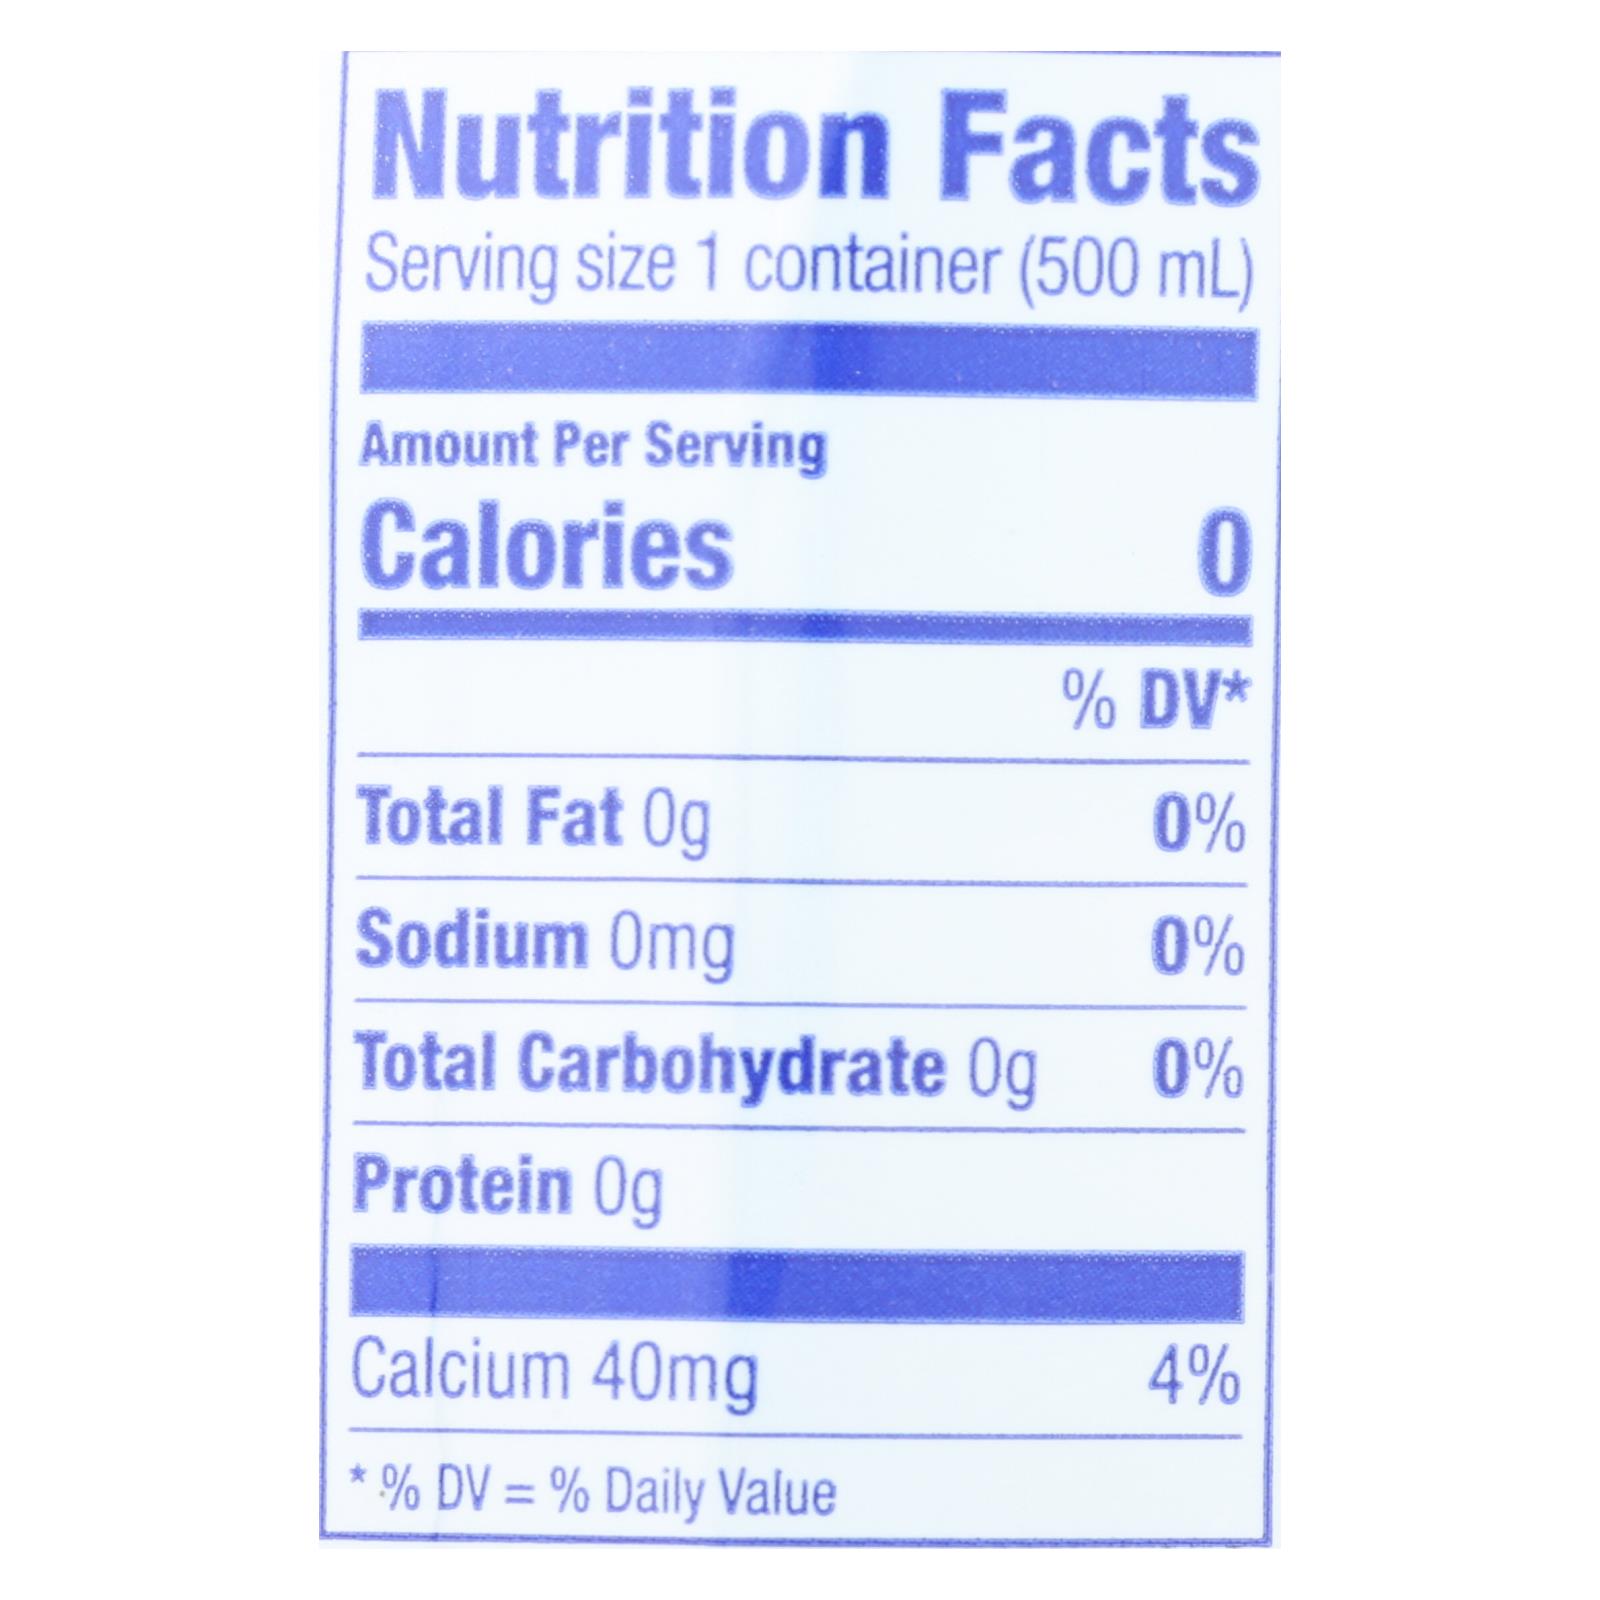 Nutrition Facts
Serving size 1 container (500 mL)
Amount Per Serving
Calories 0
% DV*
Total Fat 0g 0%
Sodium 0mg 0%
Total Carbohydrate 0g 0%
Protein 0g
Calcium 40mg 4%
* % DV = % Daily Value